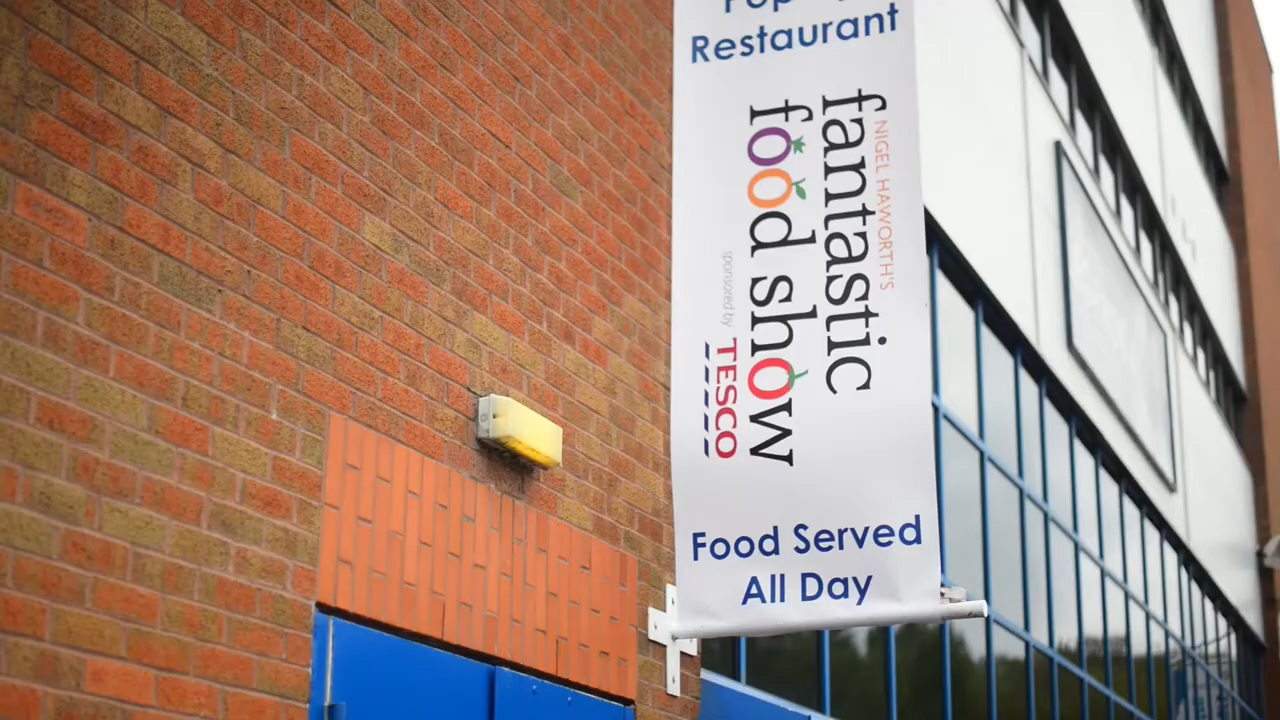 Restaurant
NIGEL HAWORTH'S
fantastic
food show
sponsored by TESCO
Food Served
All Day